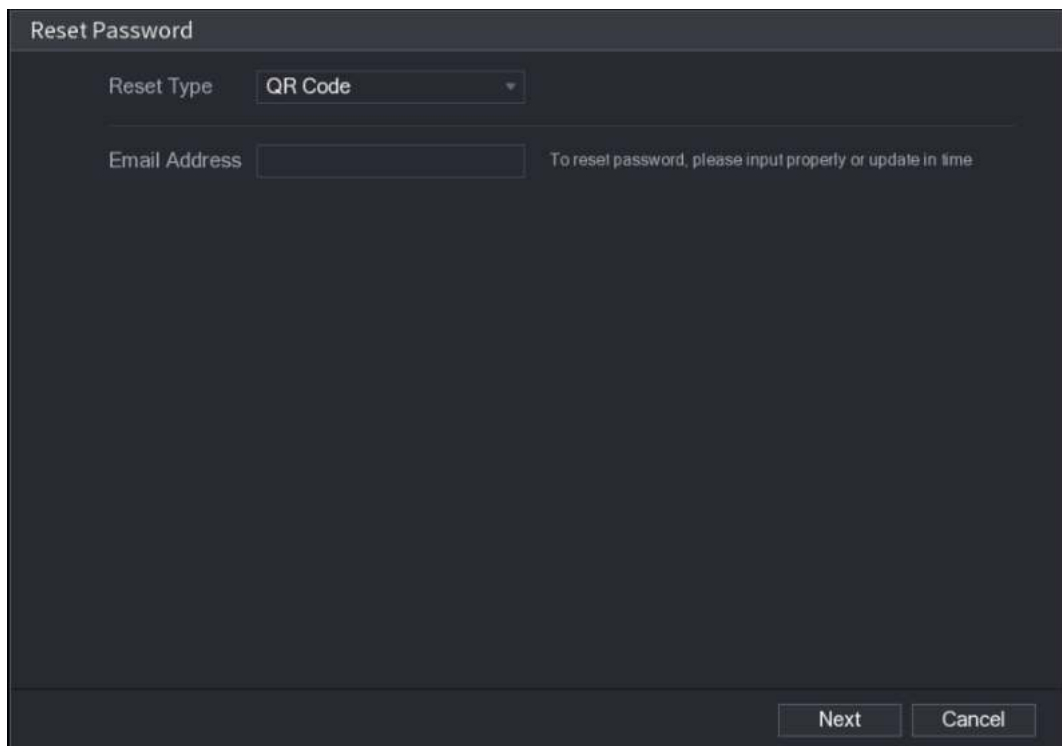 Reset Password
Reset Type QR Code
Email Address To reset password, please input properly or update in time
Next Cancel